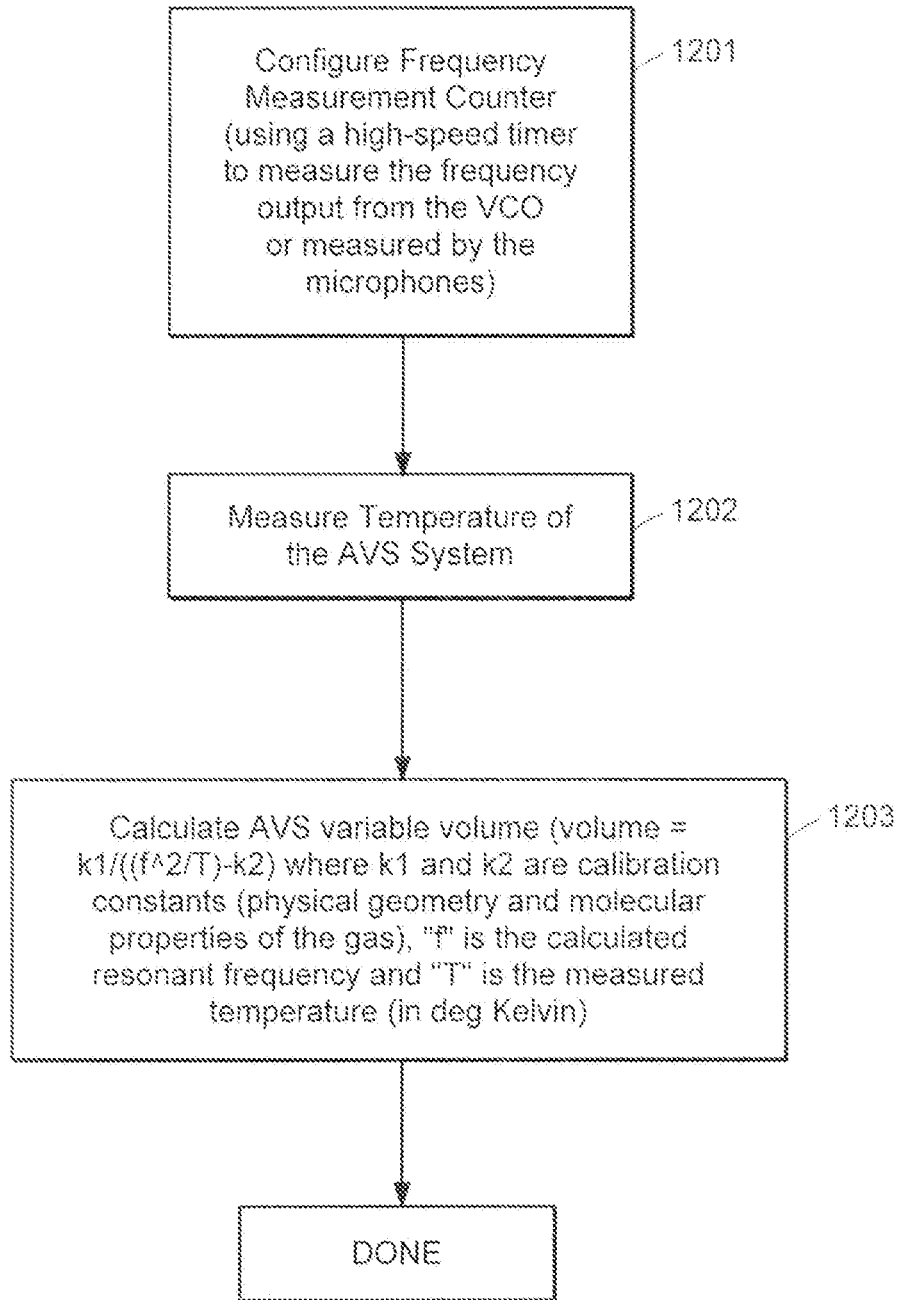 Configure Frequency
Measurement Counter
(using a high-speed timer
to measure the frequency
output from the VCO
or measured by the
microphones)
1201
Measure Temperature of
the AVS System
1202
Calculate AVS variable volume (volume =
k1/((f^2/T)-k2) where k1 and k2 are calibration
constants (physical geometry and molecular
properties of the gas), "f" is the calculated
resonant frequency and "T" is the measured
temperature (in deg Kelvin)
1203
DONE